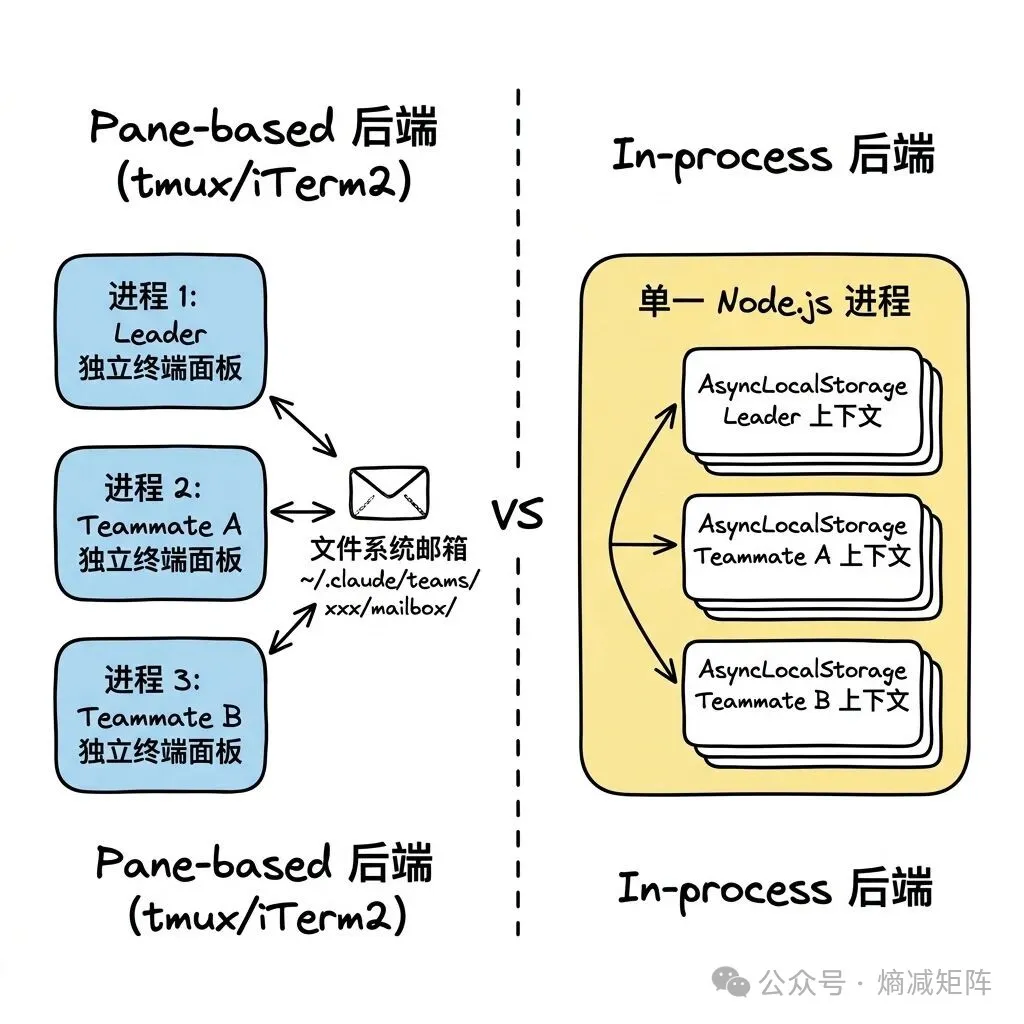 Pane-based 后端
(tmux/iTerm2)
进程 1:
Leader
独立终端面板
进程 2:
Teammate A
独立终端面板
进程 3:
Teammate B
独立终端面板
文件系统邮箱
~/.claude/teams/
xxx/mailbox/
Pane-based 后端
(tmux/iTerm2)
VS
In-process 后端
单一 Node.js 进程
AsyncLocalStorage
Leader 上下文
AsyncLocalStorage
Teammate A 上下文
AsyncLocalStorage
Teammate B 上下文
In-process 后端
公众号 · 熵减矩阵